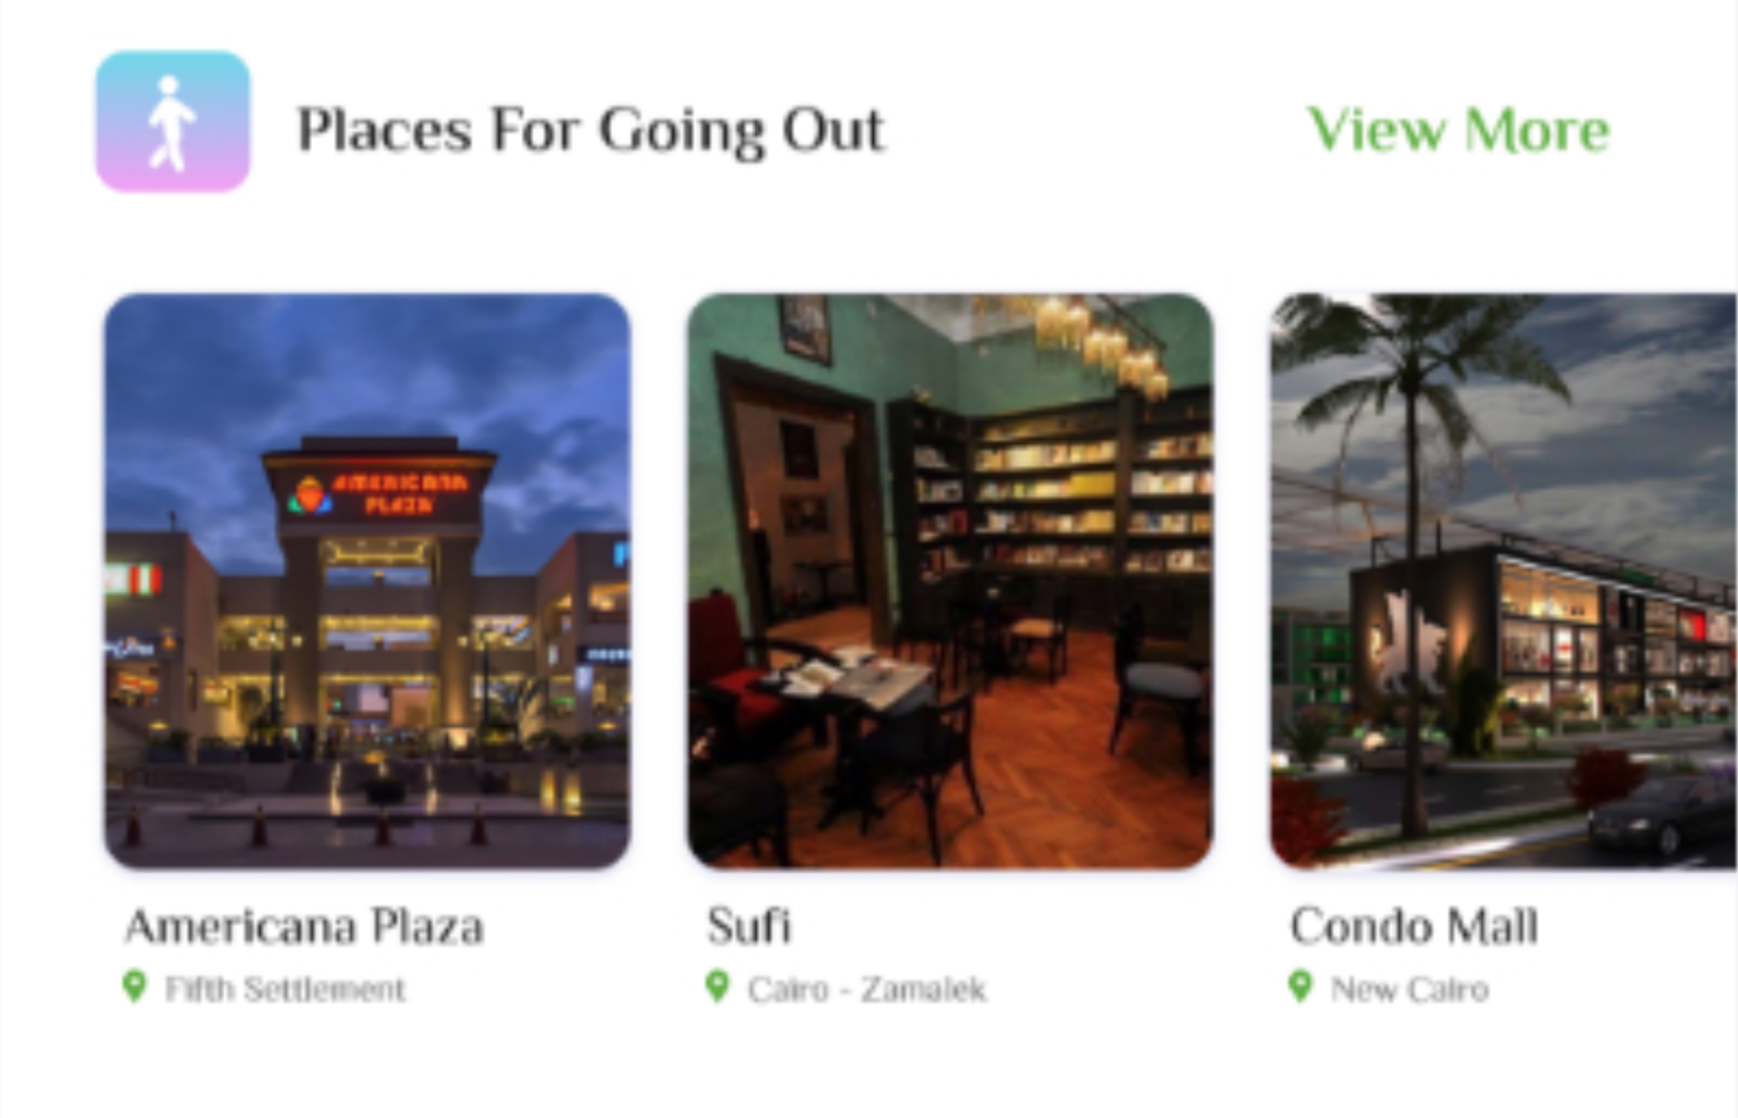 Places For Going Out
View More
AMERICANA
PLAZA
Americana Plaza
Fifth Settlement
Sufi
Cairo - Zamalek
Condo Mall
New Cairo